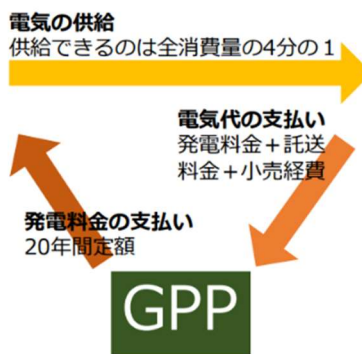 電気の供給
供給できるのは全消費量の4分の１
電気代の支払い
発電料金＋託送
料金＋小売経費
発電料金の支払い
20年間定額
GPP